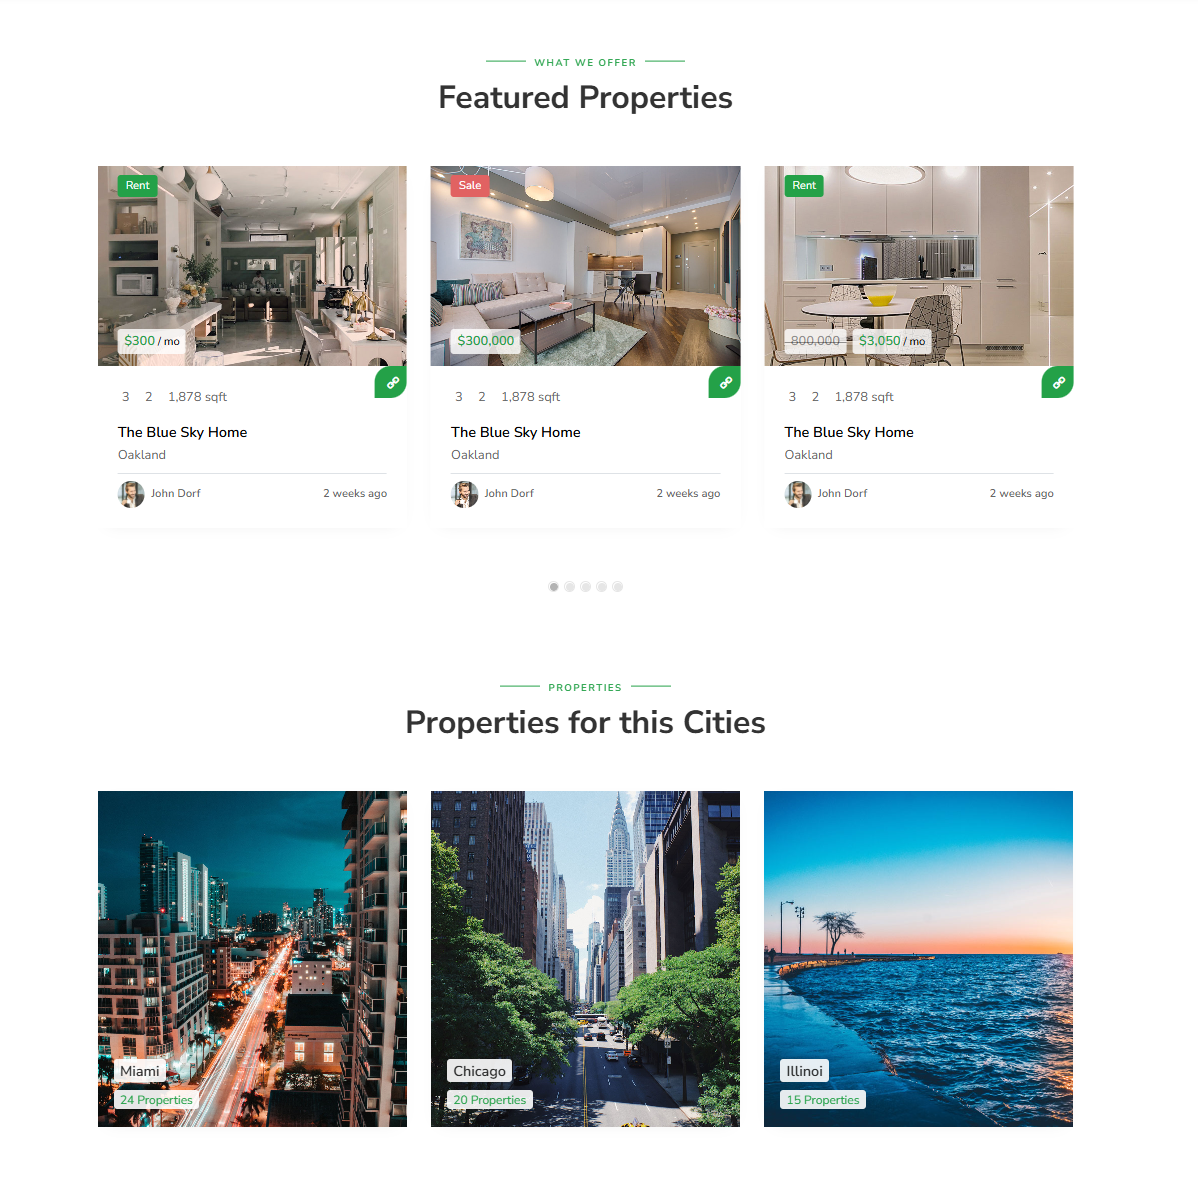 WHAT WE OFFER
Featured Properties
Rent
$300 / mo
3 2 1,878 sqft
The Blue Sky Home
Oakland
John Dorf 2 weeks ago
Sale
$300,000
3 2 1,878 sqft
The Blue Sky Home
Oakland
John Dorf 2 weeks ago
Rent
800,000 $3,050 / mo
3 2 1,878 sqft
The Blue Sky Home
Oakland
John Dorf 2 weeks ago
PROPERTIES
Properties for this Cities
Miami
24 Properties
Chicago
20 Properties
Illinoi
15 Properties